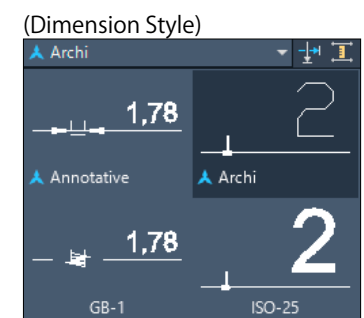 (Dimension Style)
Archi
1,78
2
Annotative
Archi
1,78
2
GB-1
ISO-25